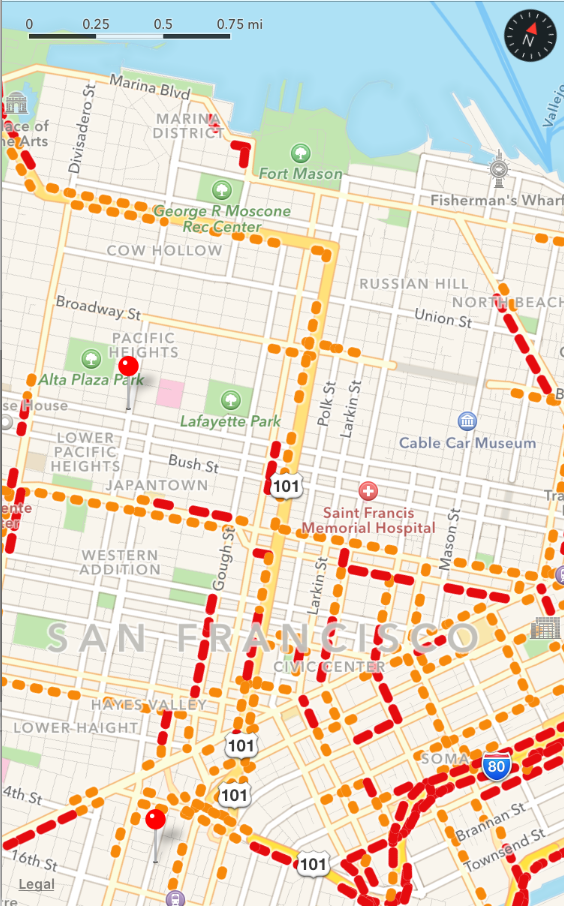 0 0.25 0.5 0.75 mi
N
Vallejo
Marina Blvd
MARINA
DISTRICT
Divisadero St
lace of
ne Arts
Fort Mason
George R Moscone
Rec Center
Fisherman's Wharf
COW HOLLOW
RUSSIAN HILL
NORTH BEACH
Broadway St
Union St
PACIFIC
HEIGHTS
Alta Plaza Park
Polk St
Larkin St
se House
Lafayette Park
Cable Car Museum
LOWER
PACIFIC
HEIGHTS
Bush St
JAPANTOWN
101
Saint Francis
Memorial Hospital
ente
ter
Tra
Mason St
WESTERN
ADDITION
Gough St
Larkin St
SAN FRANCISCO
CIVIC CENTER
HAYES VALLEY
LOWER HAIGHT
101
SOMA
80
101
4th St
Brannan St
16th St
101
Townsend St
Legal
re